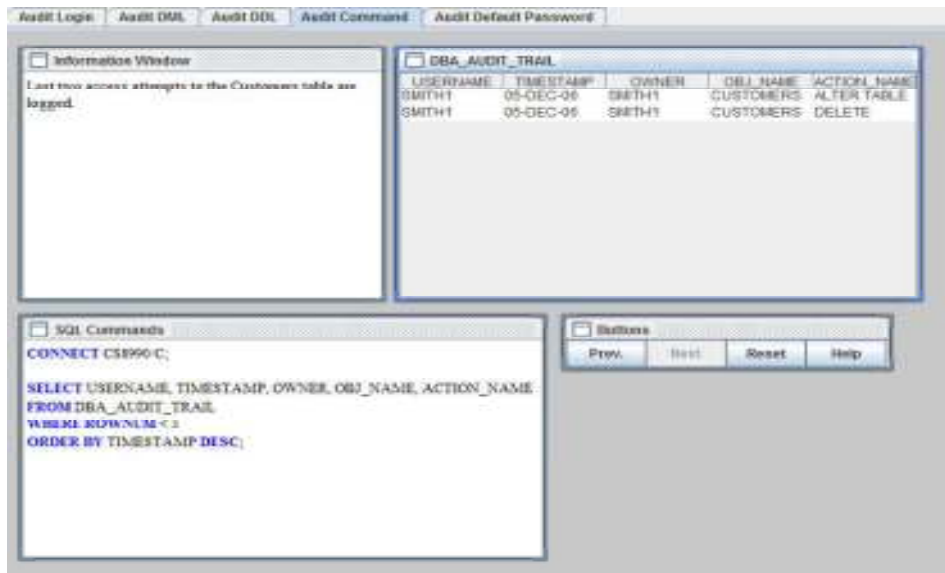 Audit Login Audit DML Audit DDL Audit Command Audit Default Password
Information Window
Last two access attempts to the Customers table are
logged.
DBA_AUDIT_TRAIL
USERNAME TIMESTAMP OWNER OBJ_NAME ACTION_NAME
SMITH1 05-DEC-06 SMITH1 CUSTOMERS ALTER TABLE
SMITH1 05-DEC-06 SMITH1 CUSTOMERS DELETE
SQL Commands
CONNECT
SELECT USERNAME, TIMESTAMP, OWNER, OBJ_NAME, ACTION_NAME
FROM DBA_AUDIT_TRAIL
WHERE ROWNUM <
ORDER BY TIMESTAMP DESC;
Buttons
Prev. Next Reset Help